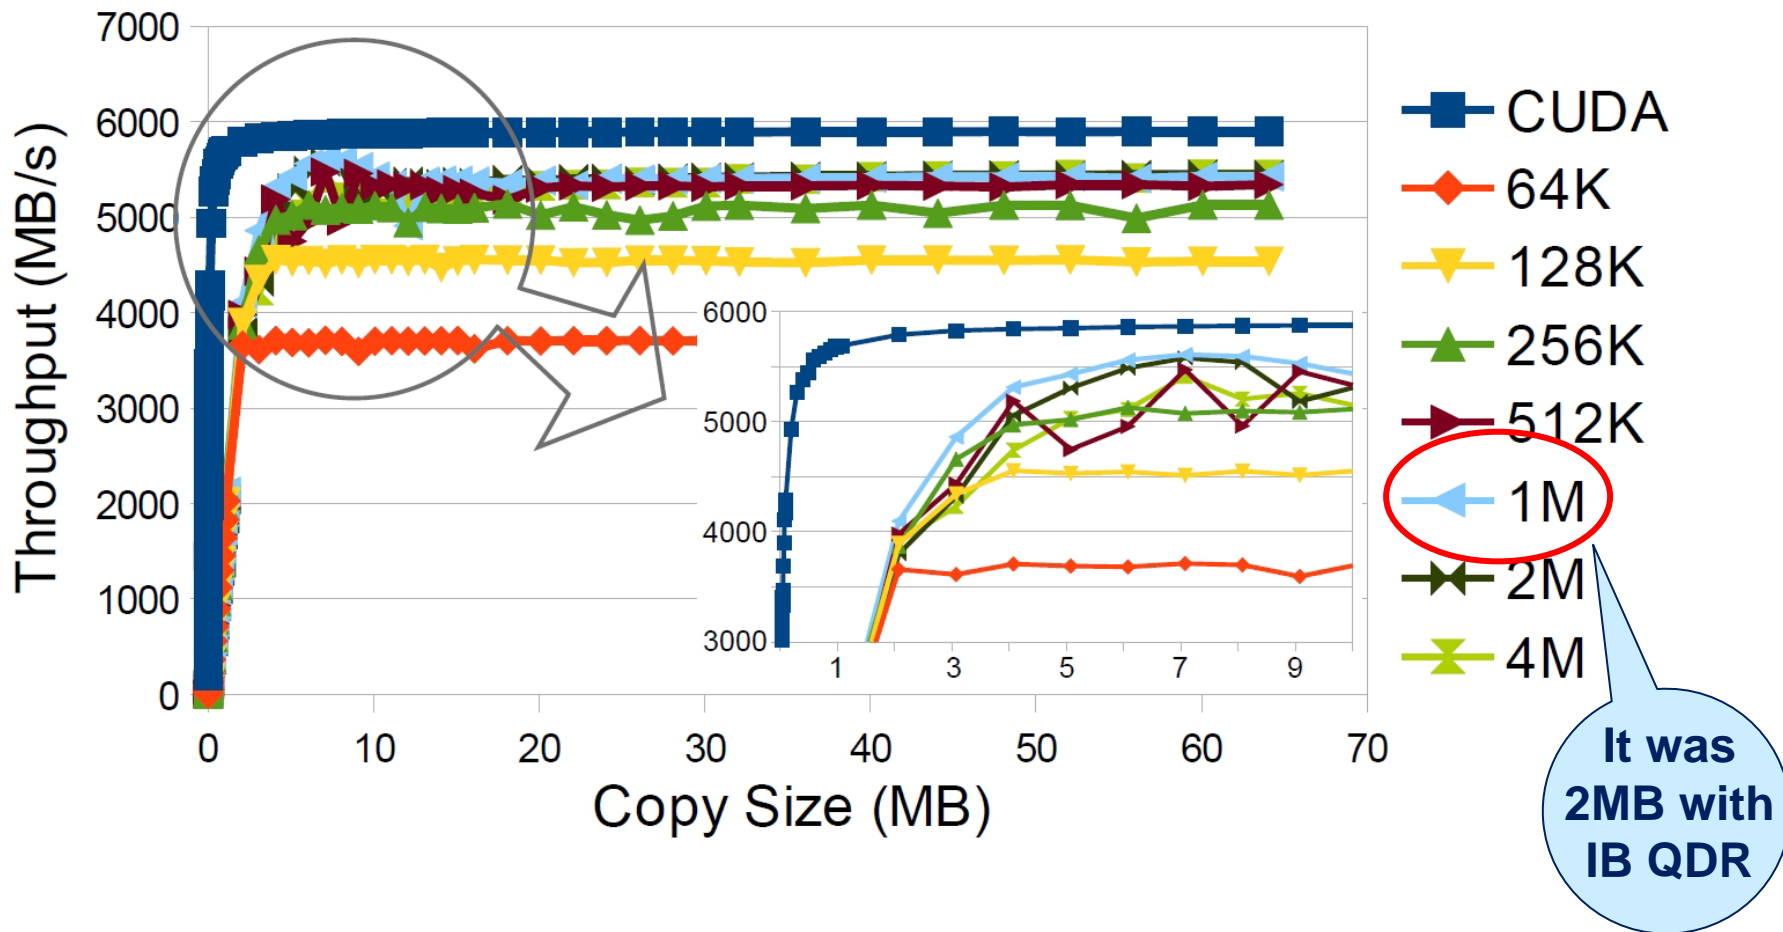 7000
6000
5000
4000
3000
2000
1000
0
Throughput (MB/s)
0 10 20 30 40 50 60 70
Copy Size (MB)
6000
5000
4000
3000
1 3 5 7 9
CUDA
64K
128K
256K
512K
1M
2M
4M
It was
2MB with
IB QDR